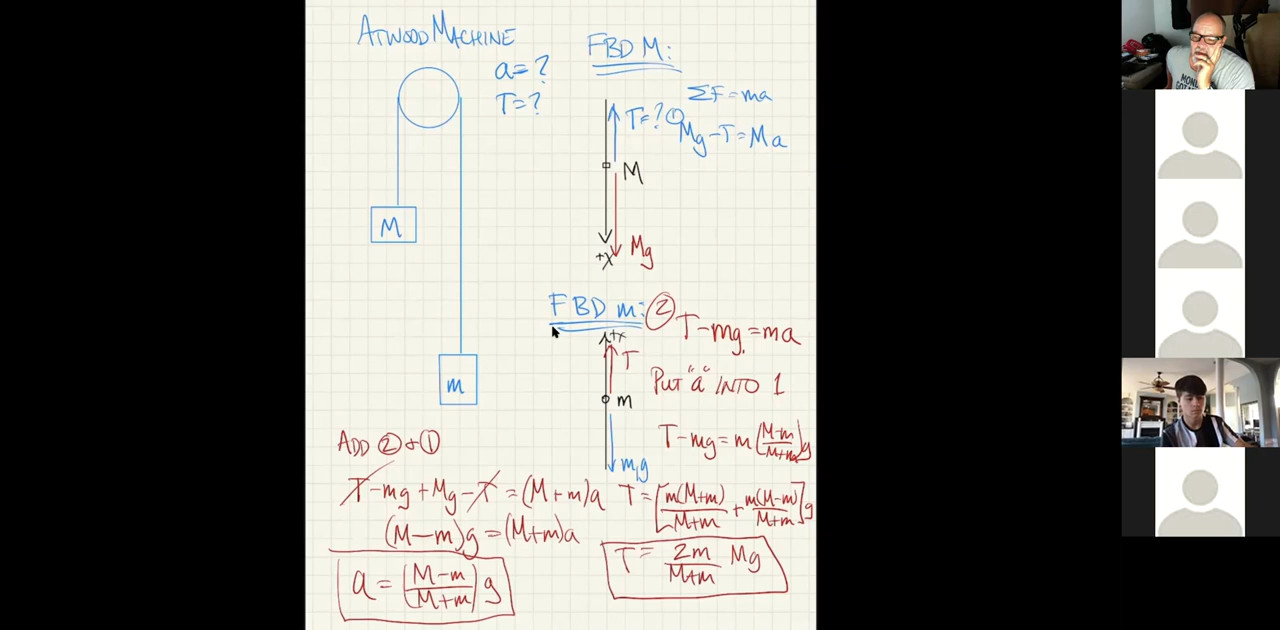 ATWOOD MACHINE
a = ?
T = ?
M
m
FBD M:
ΣF = ma
T = ? ① Mg - T = Ma
M
Mg
+x
FBD m: ② T - mg = ma
+x
T
m
mg
PUT "a" INTO 1
T - mg = m (M-m / M+m) g
T = [m(M+m) / M+m + m(M-m) / M+m] g
T = 2m / M+m Mg
ADD ② & ①
T - mg + Mg - T = (M+m)a
(M-m)g = (M+m)a
a = (M-m / M+m) g